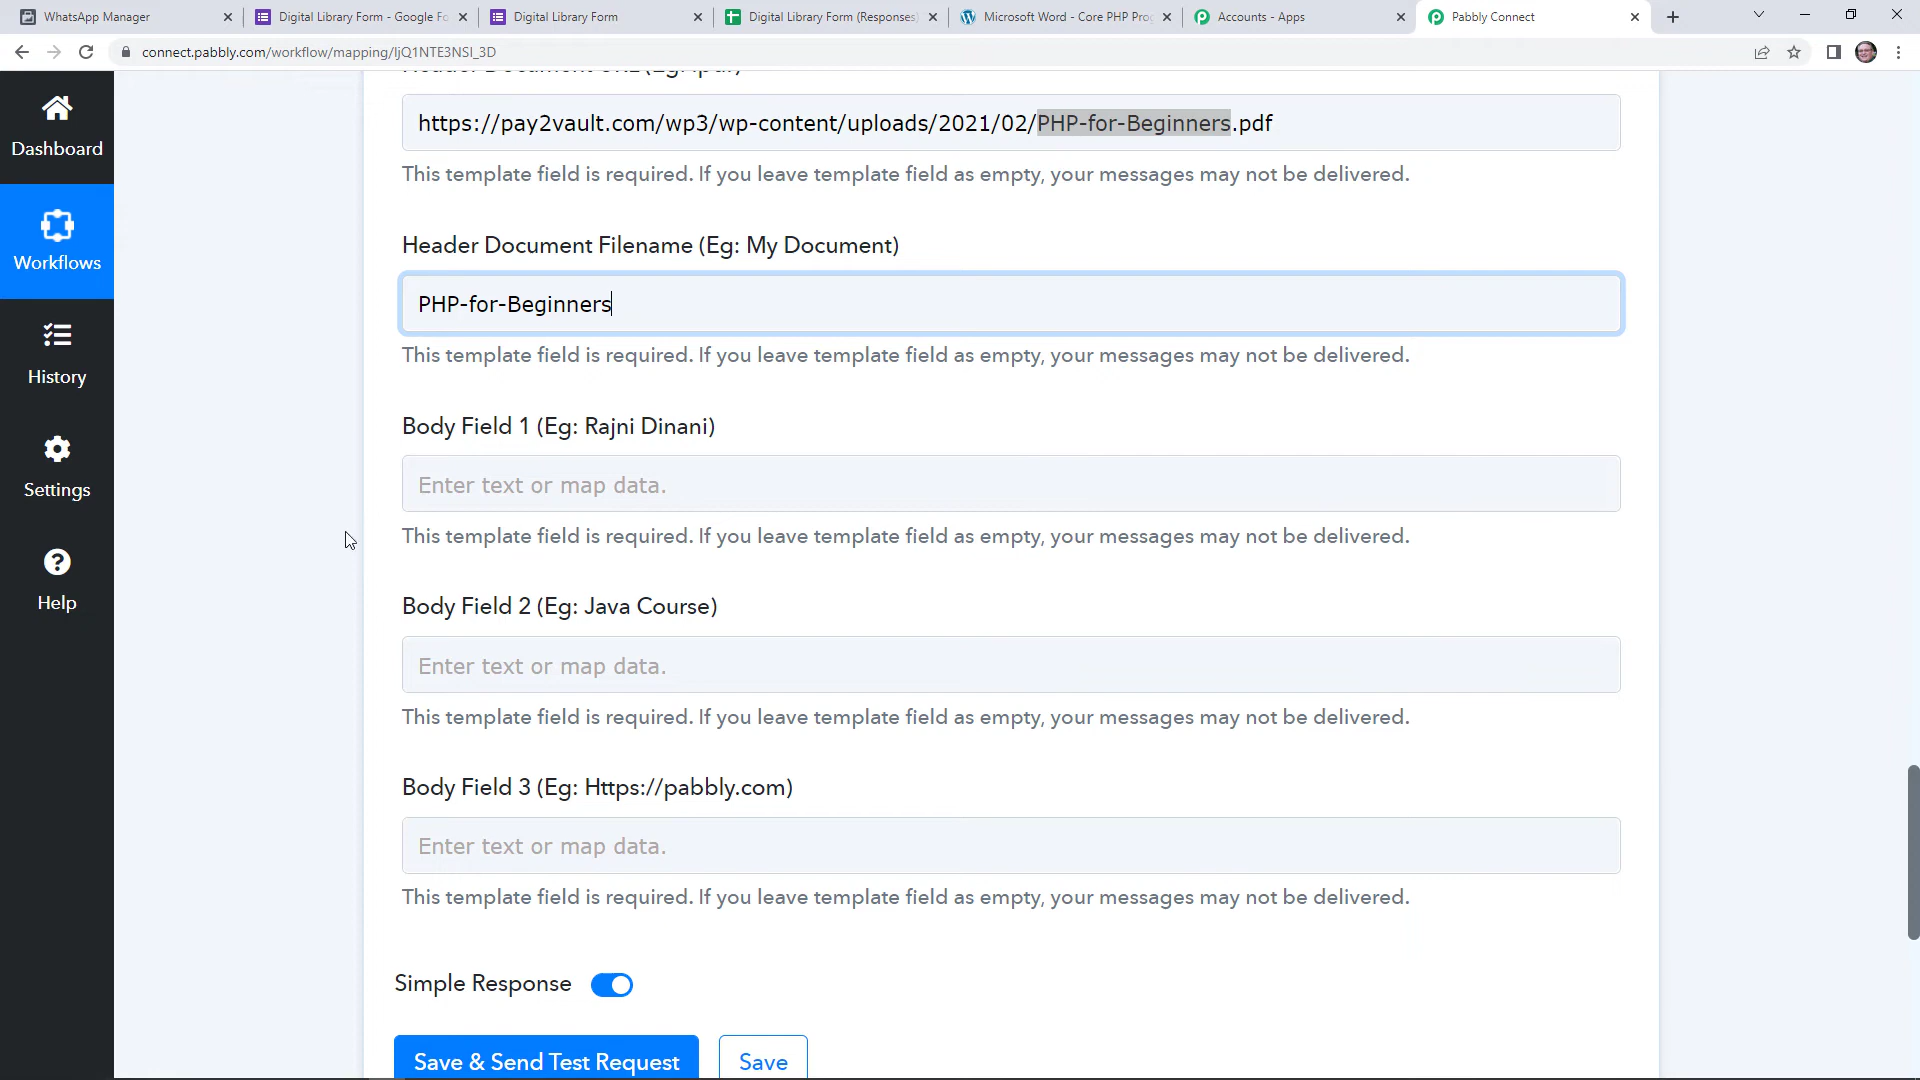 WhatsApp Manager
Digital Library Form - Google Fo
Digital Library Form
Digital Library Form (Responses)
Microsoft Word - Core PHP Prog
Accounts - Apps
Pabbly Connect
connect.pabbly.com/workflow/mapping/IjQ1NTE3NSI_3D
Dashboard
Workflows
History
Settings
Help
https://pay2vault.com/wp3/wp-content/uploads/2021/02/PHP-for-Beginners.pdf
This template field is required. If you leave template field as empty, your messages may not be delivered.
Header Document Filename (Eg: My Document)
PHP-for-Beginners
This template field is required. If you leave template field as empty, your messages may not be delivered.
Body Field 1 (Eg: Rajni Dinani)
Enter text or map data.
This template field is required. If you leave template field as empty, your messages may not be delivered.
Body Field 2 (Eg: Java Course)
Enter text or map data.
This template field is required. If you leave template field as empty, your messages may not be delivered.
Body Field 3 (Eg: Https://pabbly.com)
Enter text or map data.
This template field is required. If you leave template field as empty, your messages may not be delivered.
Simple Response
Save & Send Test Request
Save